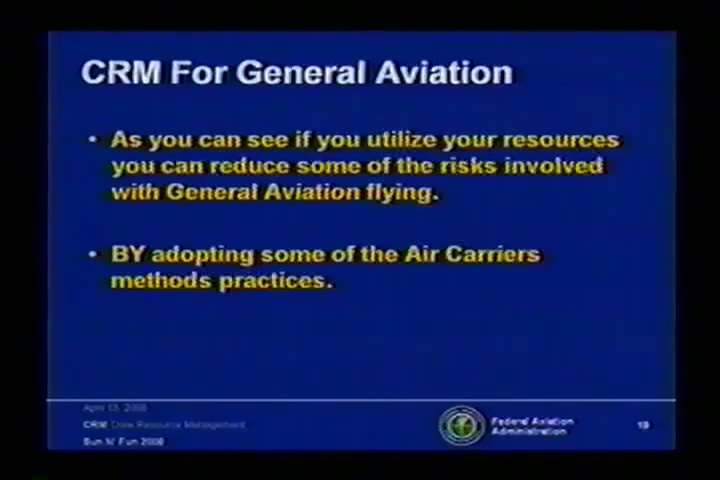 CRM For General Aviation
• As you can see if you utilize your resources
you can reduce some of the risks involved
with General Aviation flying.
• BY adopting some of the Air Carriers
methods practices.
April 13, 2008
CRM Crew Resource Management
Sun N' Fun 2008
Federal Aviation
Administration
19